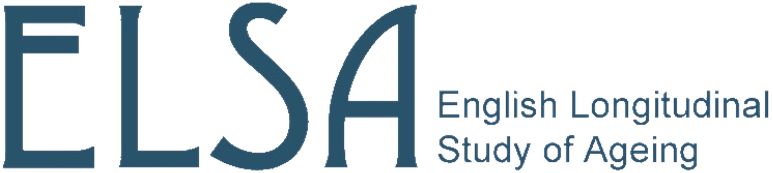 ELSA
English Longitudinal
Study of Ageing